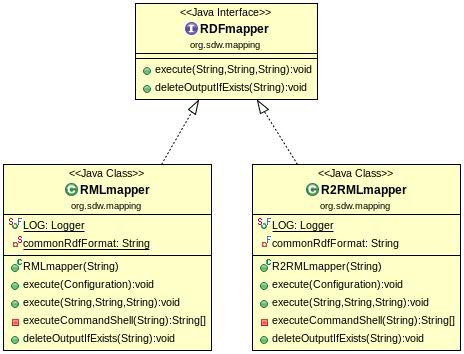 <<Java Interface>>
RDFmapper
org.sdw.mapping
execute(String,String,String):void
deleteOutputIfExists(String):void
<<Java Class>>
RMLmapper
org.sdw.mapping
LOG: Logger
commonRdfFormat: String
RMLmapper(String)
execute(Configuration):void
execute(String,String,String):void
executeCommandShell(String):String[]
deleteOutputIfExists(String):void
<<Java Class>>
R2RMLmapper
org.sdw.mapping
LOG: Logger
commonRdfFormat: String
R2RMLmapper(String)
execute(Configuration):void
execute(String,String,String):void
executeCommandShell(String):String[]
deleteOutputIfExists(String):void